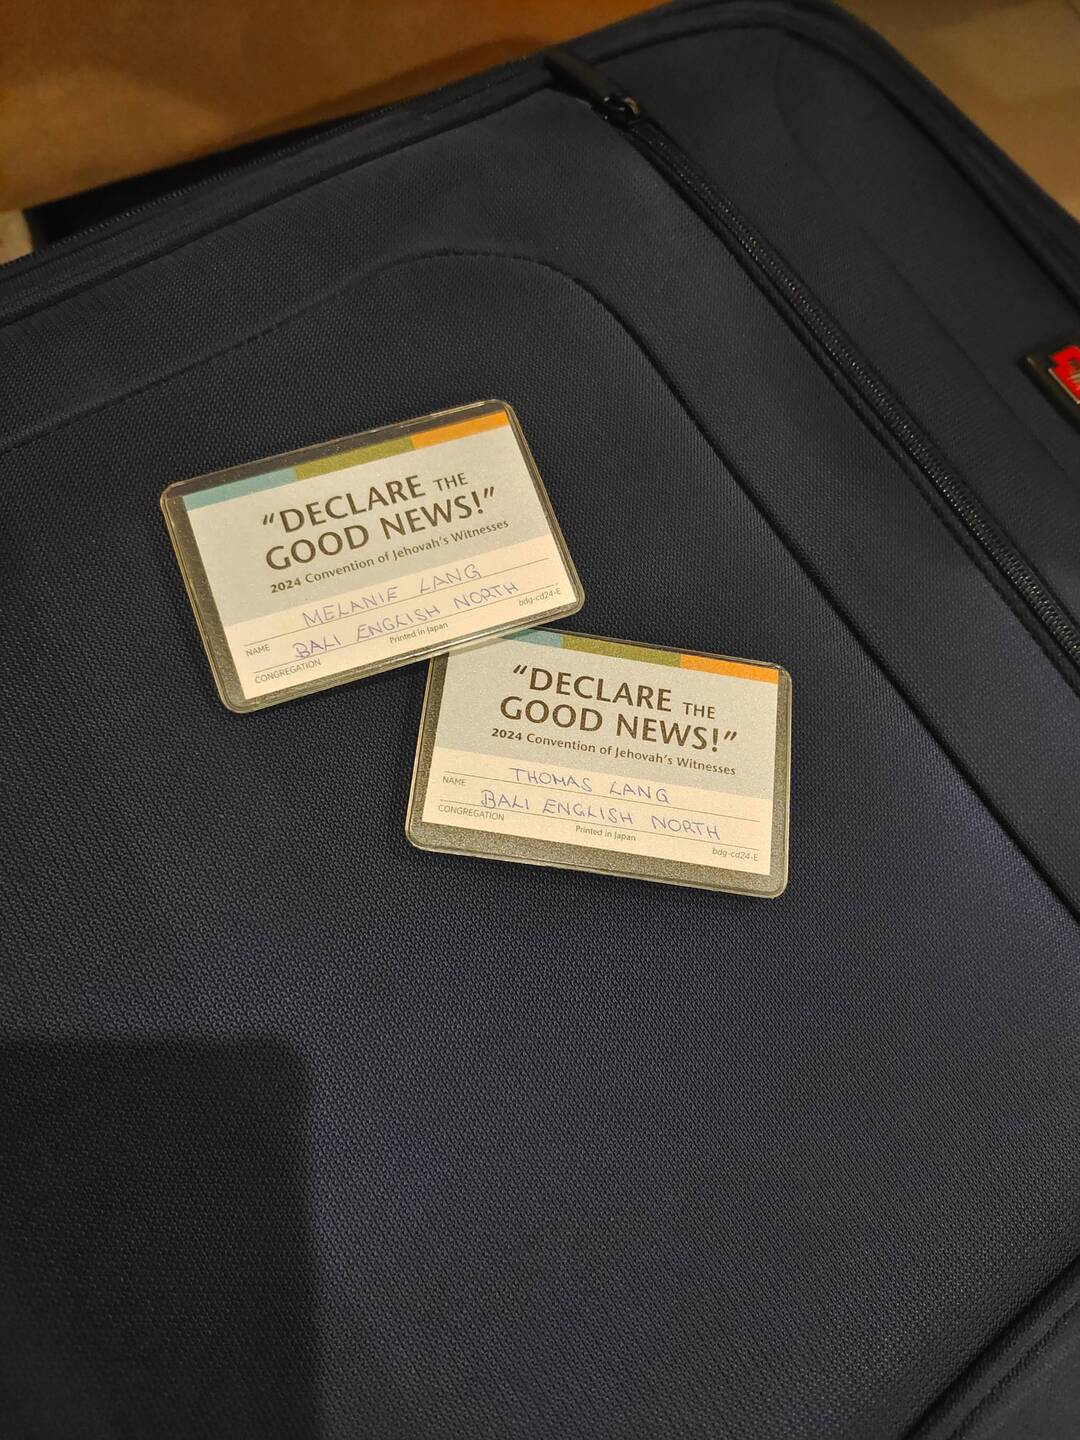 "DECLARE THE
GOOD NEWS!"
2024 Convention of Jehovah's Witnesses
MELANIE LANG
NAME
BALI ENGLISH NORTH
CONGREGATION
Printed in Japan
bdg-cd24-E
"DECLARE THE
GOOD NEWS!"
2024 Convention of Jehovah's Witnesses
NAME THOMAS LANG
BALI ENGLISH NORTH
CONGREGATION
Printed in Japan
bdg-cd24-E